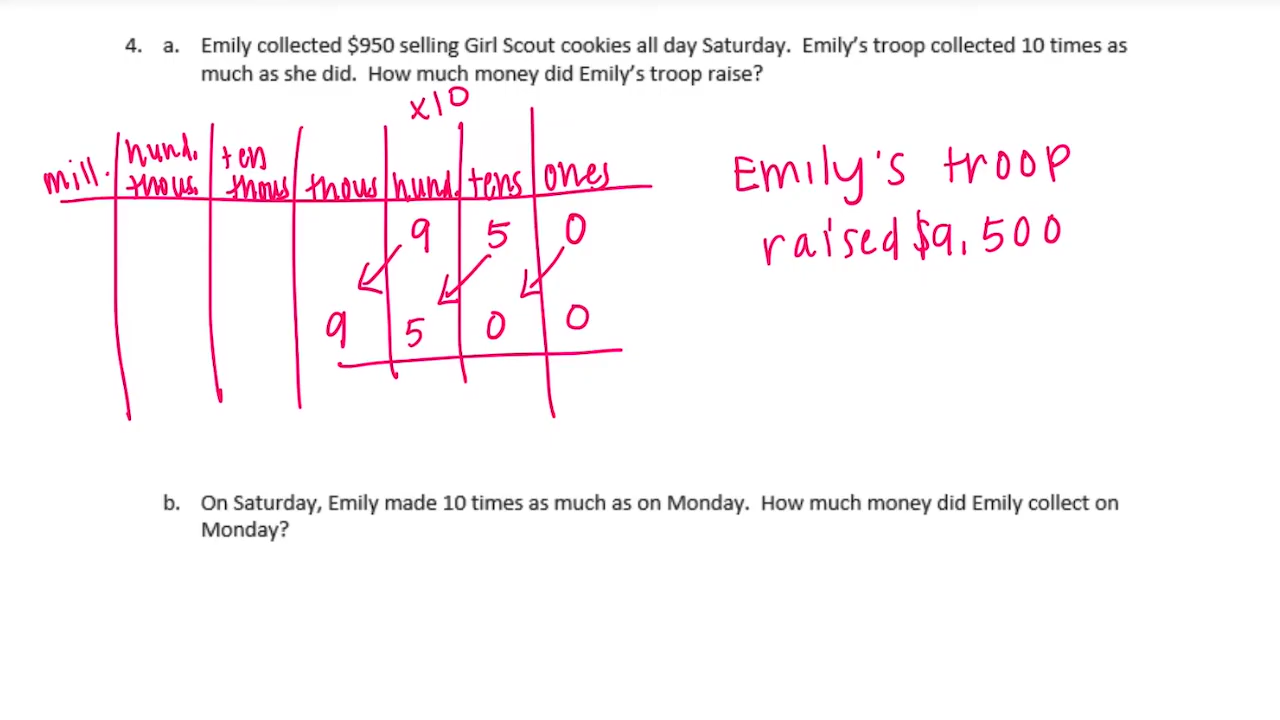 4. a. Emily collected $950 selling Girl Scout cookies all day Saturday. Emily's troop collected 10 times as
much as she did. How much money did Emily's troop raise?
x10
mill. hund. thous. ten thous thous hund. tens ones
9 5 0
9 5 0 0
Emily's troop
raised $9,500
b. On Saturday, Emily made 10 times as much as on Monday. How much money did Emily collect on
Monday?